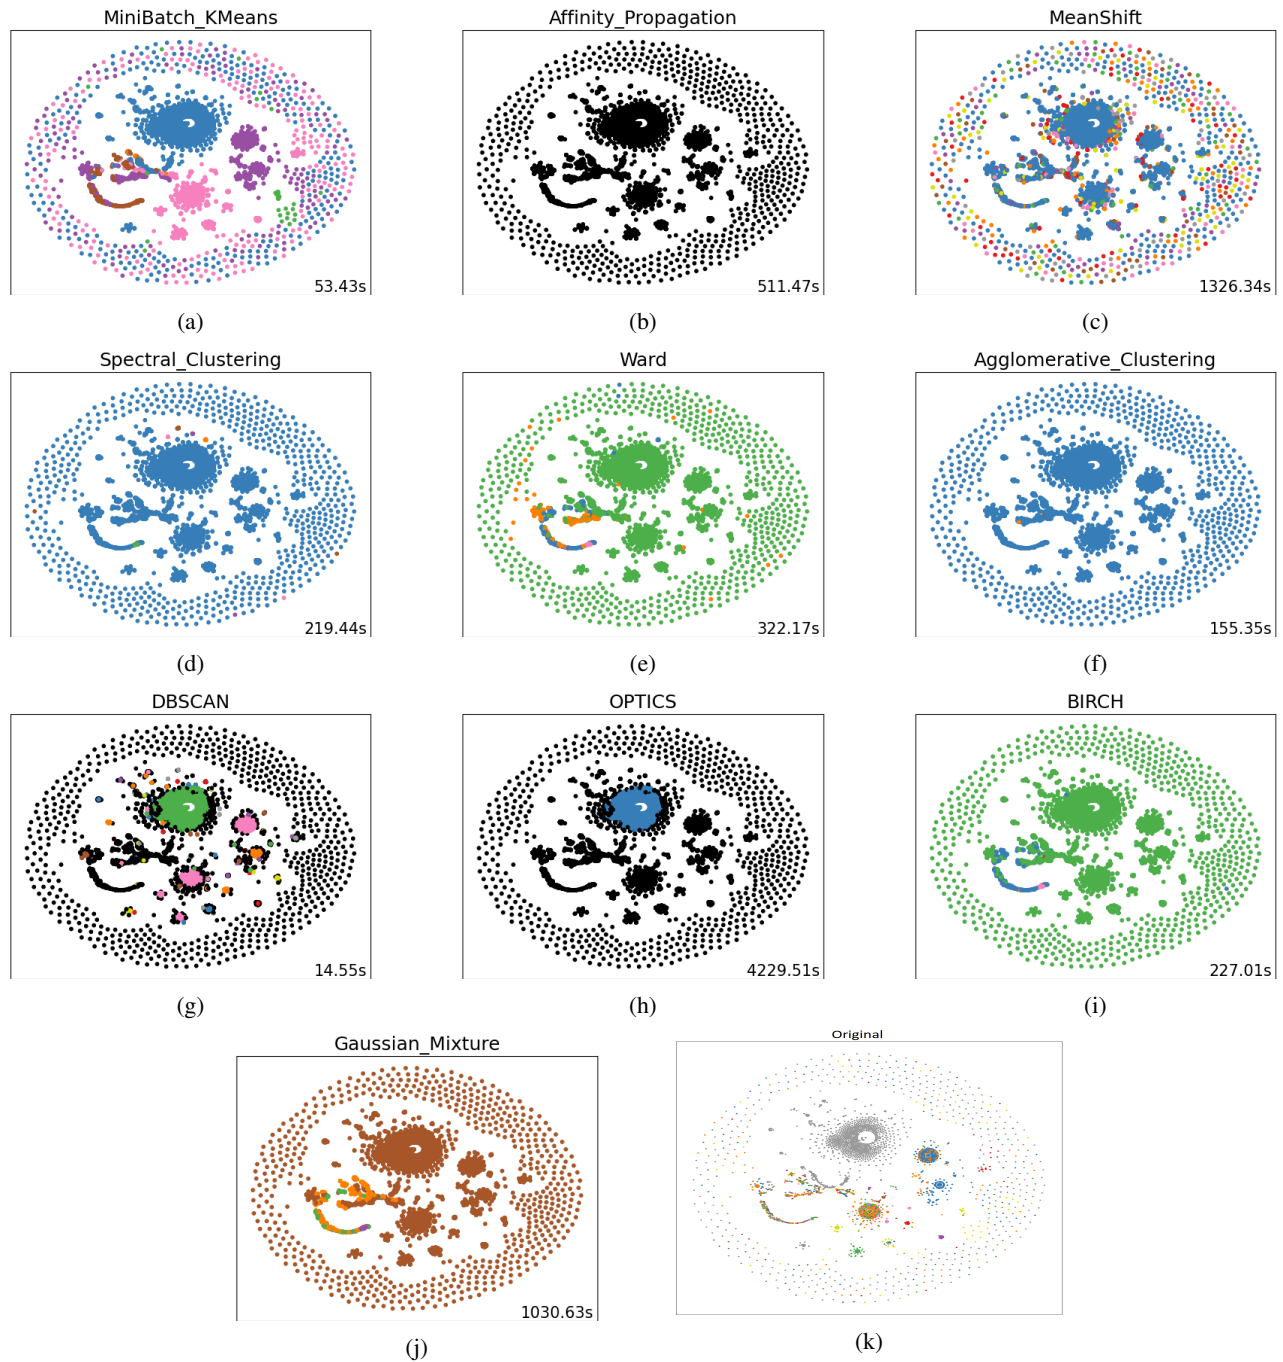 MiniBatch_KMeans
Affinity_Propagation
MeanShift
53.43s
511.47s
1326.34s
(a)
(b)
(c)
Spectral_Clustering
Ward
Agglomerative_Clustering
219.44s
322.17s
155.35s
(d)
(e)
(f)
DBSCAN
OPTICS
BIRCH
14.55s
4229.51s
227.01s
(g)
(h)
(i)
Gaussian_Mixture
Original
1030.63s
(j)
(k)